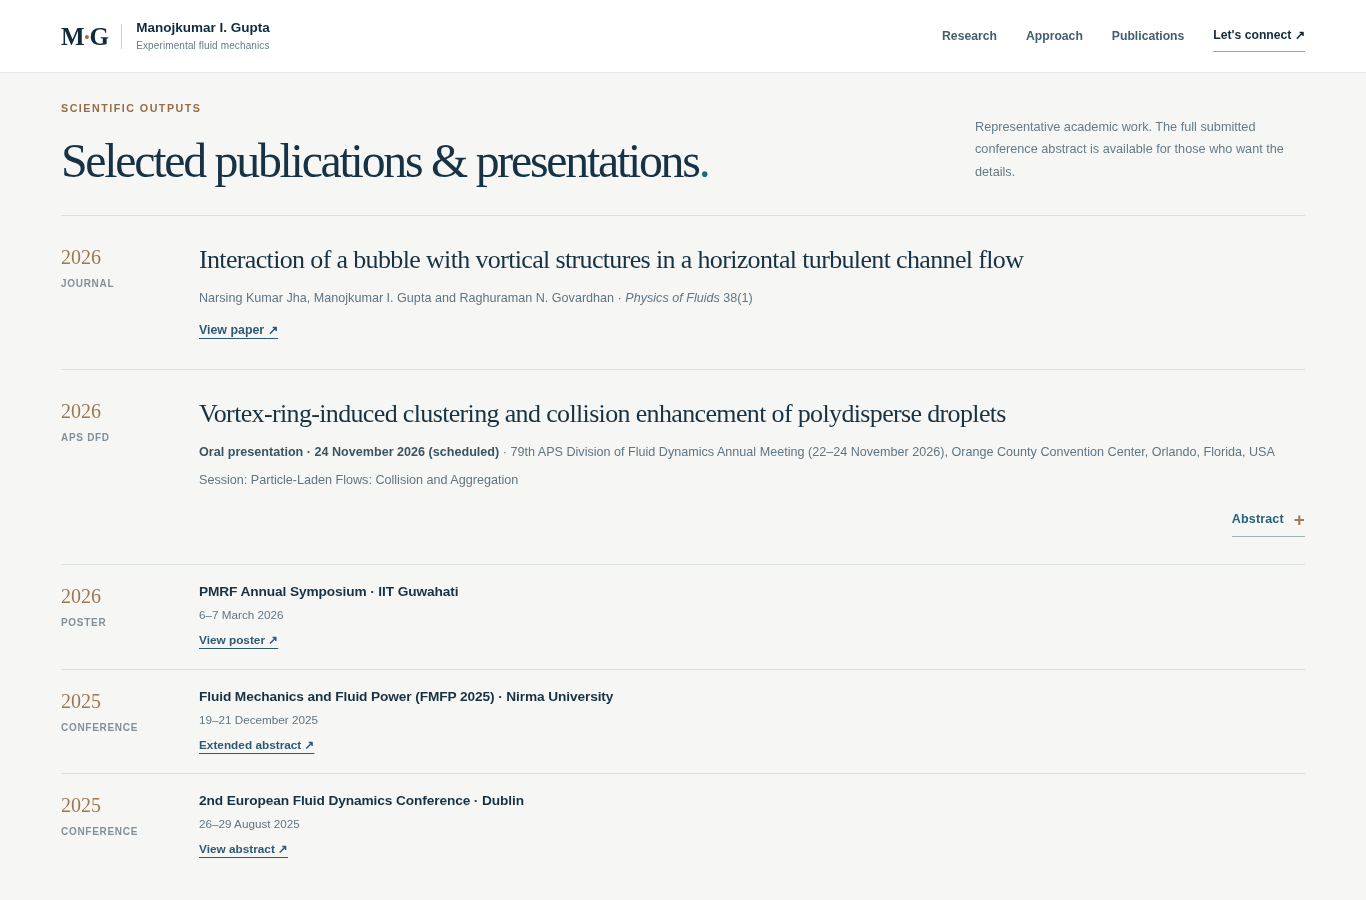 M·G
Manojkumar I. Gupta
Experimental fluid mechanics
Research
Approach
Publications
Let's connect ↗
SCIENTIFIC OUTPUTS
Selected publications & presentations.
Representative academic work. The full submitted
conference abstract is available for those who want the
details.
2026
JOURNAL
Interaction of a bubble with vortical structures in a horizontal turbulent channel flow
Narsing Kumar Jha, Manojkumar I. Gupta and Raghuraman N. Govardhan · Physics of Fluids 38(1)
View paper ↗
2026
APS DFD
Vortex-ring-induced clustering and collision enhancement of polydisperse droplets
Oral presentation · 24 November 2026 (scheduled) · 79th APS Division of Fluid Dynamics Annual Meeting (22–24 November 2026), Orange County Convention Center, Orlando, Florida, USA
Session: Particle-Laden Flows: Collision and Aggregation
Abstract +
2026
POSTER
PMRF Annual Symposium · IIT Guwahati
6–7 March 2026
View poster ↗
2025
CONFERENCE
Fluid Mechanics and Fluid Power (FMFP 2025) · Nirma University
19–21 December 2025
Extended abstract ↗
2025
CONFERENCE
2nd European Fluid Dynamics Conference · Dublin
26–29 August 2025
View abstract ↗